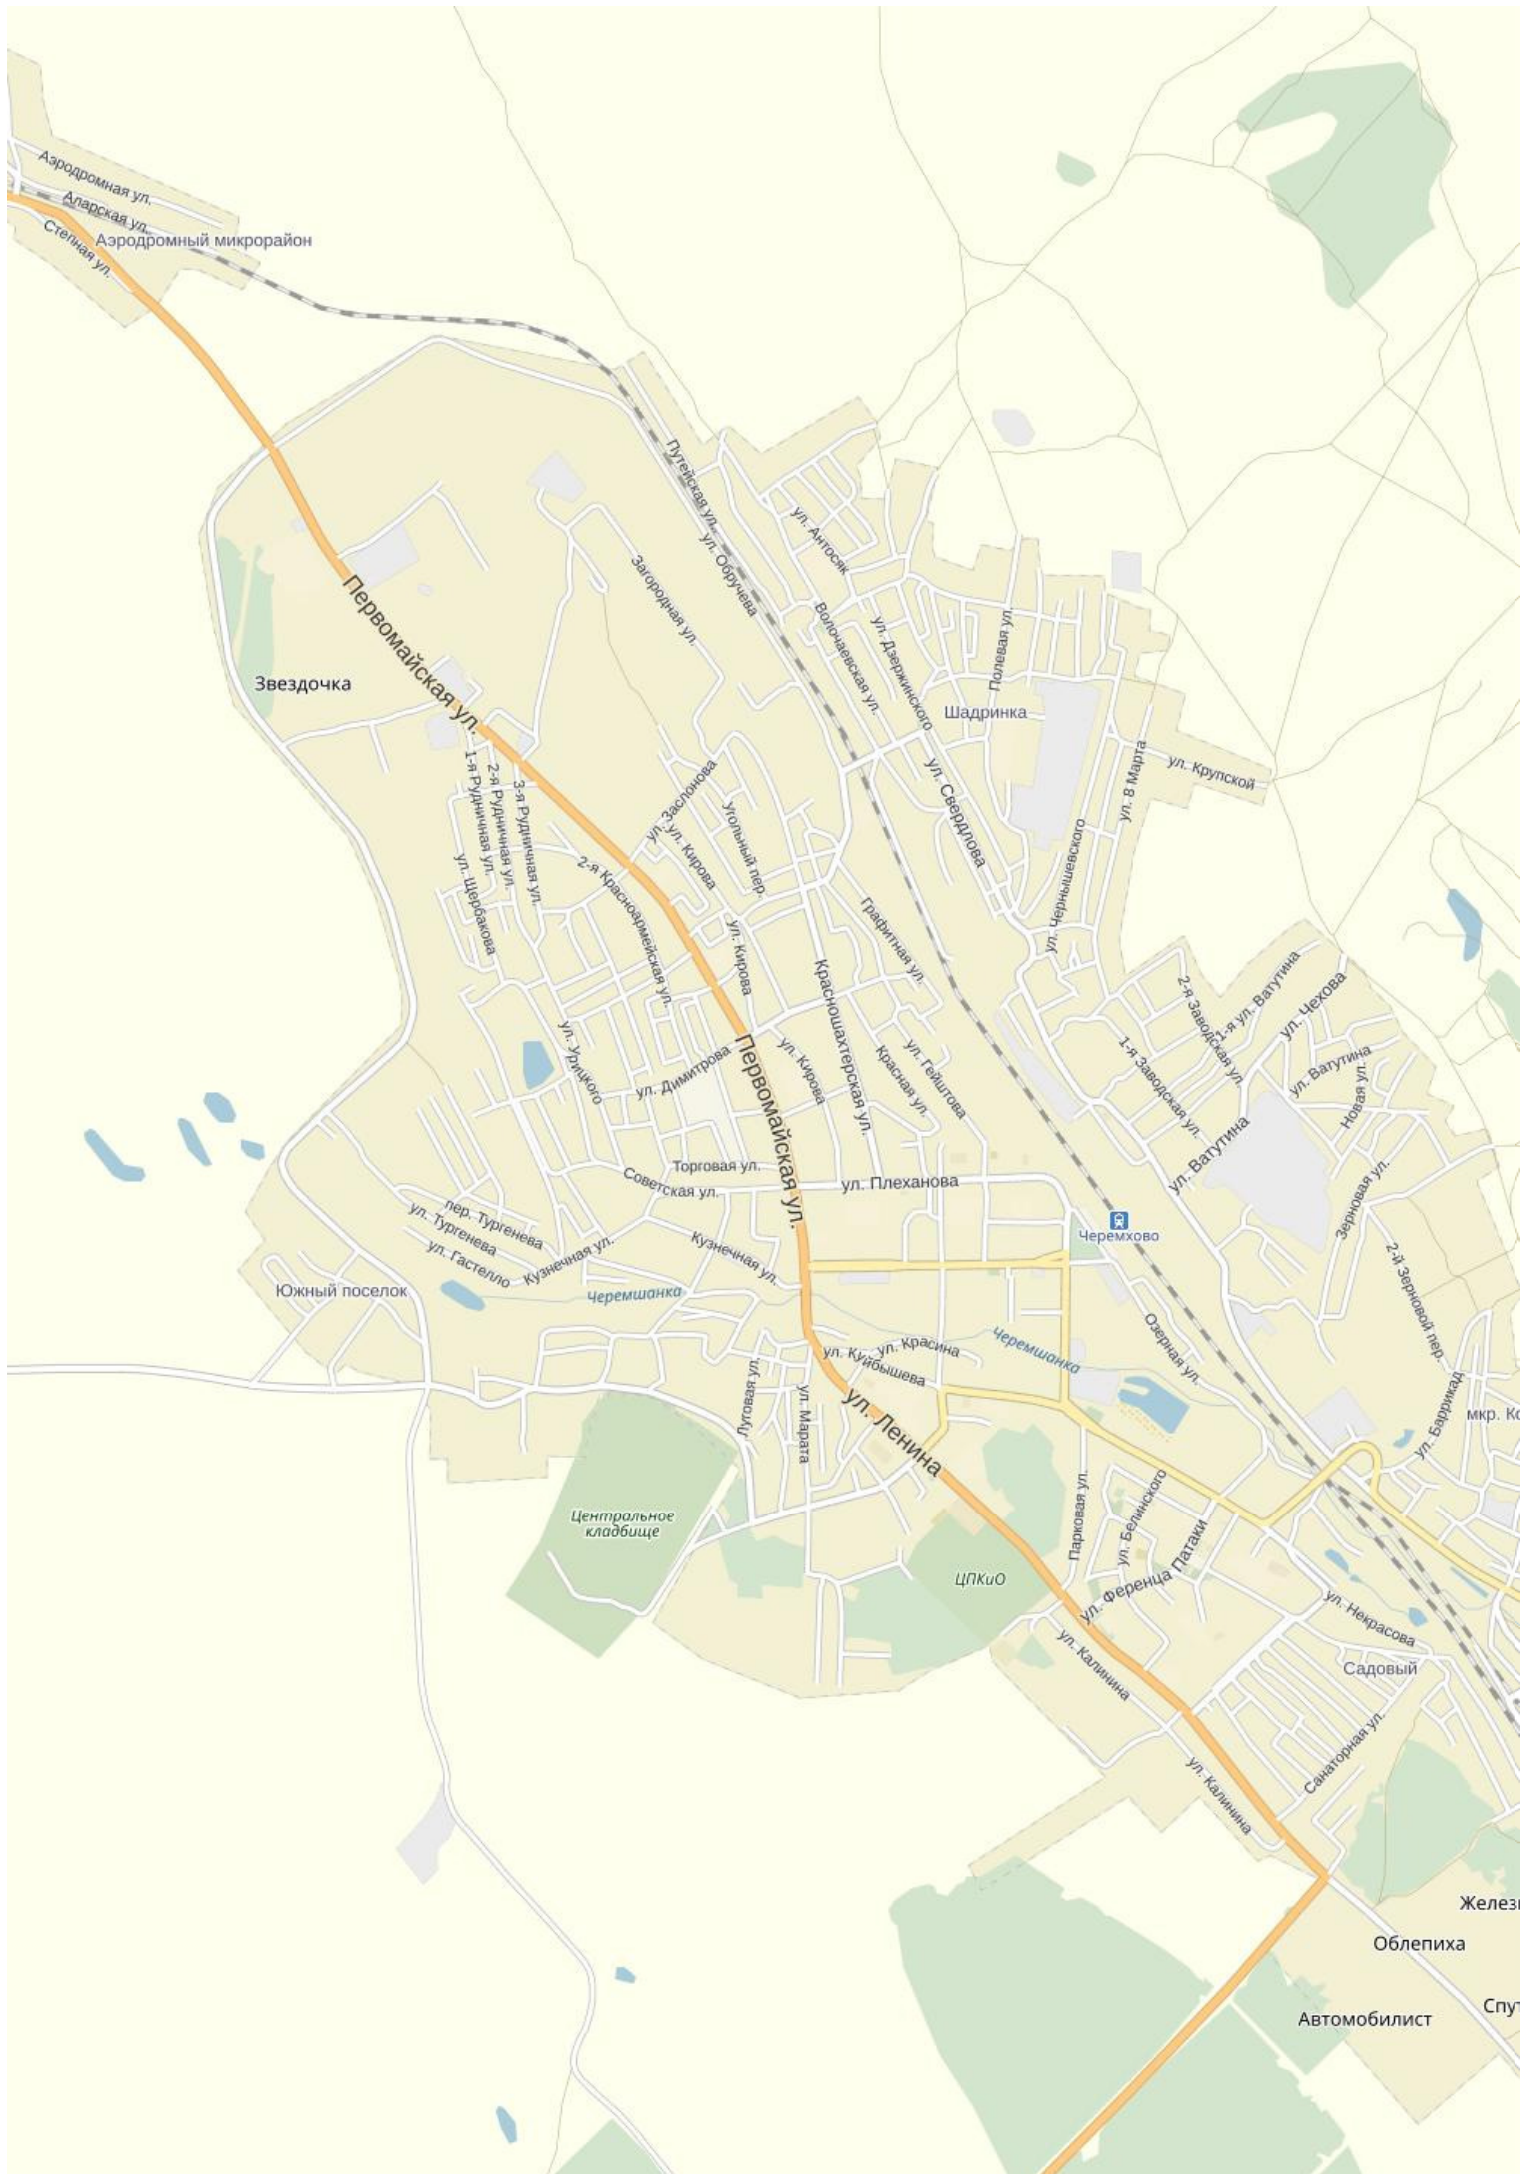 Аэродромная ул.
Аларская ул.
Степная ул.
Аэродромный микрорайон
Путейская ул.
ул. Обручева
ул. Антосяк
Загородная ул.
Волочаевская ул.
ул. Дзержинского
Полевая ул.
Первомайская ул.
Звездочка
Шадринка
ул. Свердлова
ул. 8 Марта
ул. Крупской
1-я Рудничная ул.
2-я Рудничная ул.
3-я Рудничная ул.
ул. Заслонова
ул. Кирова
Угольный пер.
ул. Чернышевского
ул. Щербакова
2-я Красноармейская ул.
Графитная ул.
ул. Кирова
Красношахтерская ул.
2-я Заводская ул.
1-я ул. Ватутина
ул. Чехова
ул. Урицкого
ул. Димитрова
Первомайская ул.
ул. Кирова
Красная ул.
ул. Гейштова
1-я Заводская ул.
ул. Ватутина
Новая ул.
ул. Ватутина
Торговая ул.
Советская ул.
ул. Плеханова
Зерновая ул.
пер. Тургенева
ул. Тургенева
ул. Гастелло
Кузнечная ул.
Кузнечная ул.
Черемхово
2-й Зерновой пер.
Южный поселок
Черемшанка
Черемшанка
Озерная ул.
ул. Красина
ул. Куйбышева
Луговая ул.
ул. Марата
ул. Ленина
ул. Баррикад
мкр. Ко
Центральное
кладбище
Парковая ул.
ул. Белинского
ул. Ференца Патаки
ЦПКиО
ул. Некрасова
ул. Калинина
Садовый
Санаторная ул.
ул. Калинина
Желез
Облепиха
Автомобилист
Спут